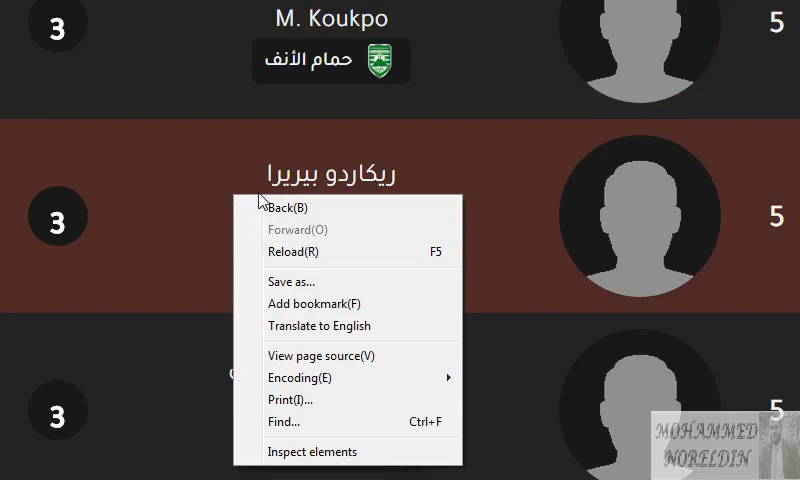 3
M. Koukpo
5
حمام الأنف
ريكاردو بيريرا
3
5
Back(B)
Forward(O)
Reload(R) F5
Save as...
Add bookmark(F)
Translate to English
View page source(V)
Encoding(E)
Print(I)...
Find... Ctrl+F
Inspect elements
3
5
MOHAMMED
NORELDIN